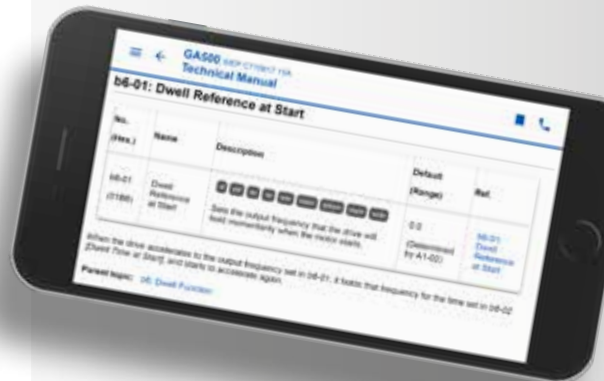 GA500
Technical Manual
b6-01: Dwell Reference at Start
No.
(Hex.)
Name
Description
Default
(Range)
Ref.
b6-01
(01B6)
Dwell
Reference
at Start
Sets the output frequency that the drive will
hold momentarily when the motor starts.
0.0
(Determined
by A1-02)
b6-01:
Dwell
Reference
at Start
When the drive accelerates to the output frequency set in b6-01, it holds that frequency for the time set in b6-02
[Dwell Time at Start], and starts to accelerate again.
Parent topic: b6: Dwell Function